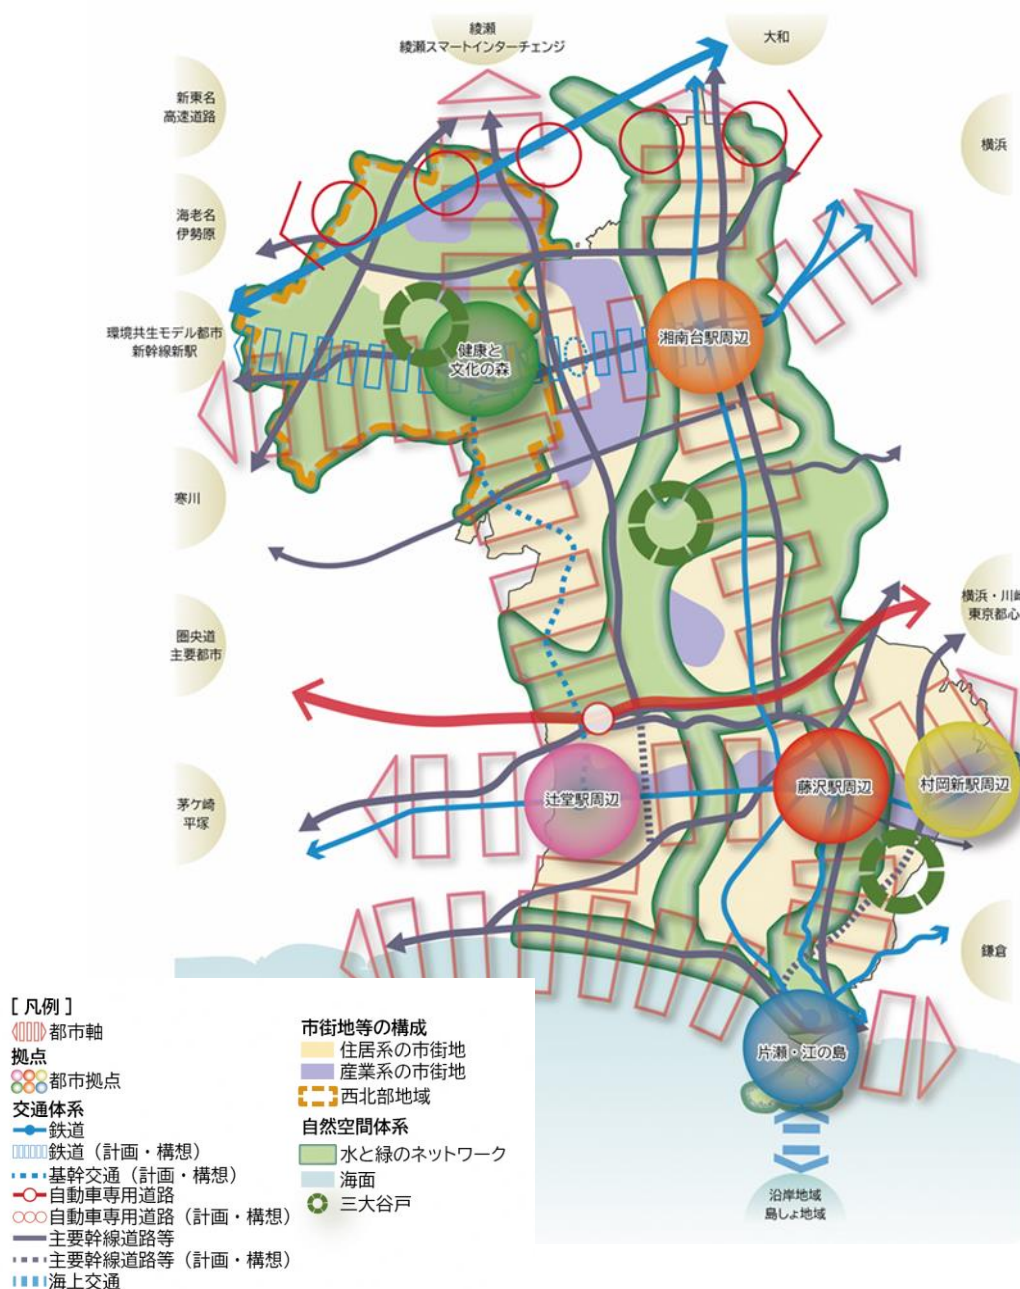 綾瀬
綾瀬スマートインターチェンジ
大和
新東名
高速道路
横浜
海老名
伊勢原
環境共生モデル都市
新幹線新駅
湘南台駅周辺
健康と
文化の森
寒川
横浜・川崎
東京都心
圏央道
主要都市
茅ケ崎
平塚
辻堂駅周辺
藤沢駅周辺
村岡新駅周辺
鎌倉
片瀬・江の島
沿岸地域
島しょ地域
[ 凡例 ]
都市軸
拠点
都市拠点
交通体系
鉄道
鉄道（計画・構想）
基幹交通（計画・構想）
自動車専用道路
自動車専用道路（計画・構想）
主要幹線道路等
主要幹線道路等（計画・構想）
海上交通
市街地等の構成
住居系の市街地
産業系の市街地
西北部地域
自然空間体系
水と緑のネットワーク
海面
三大谷戸